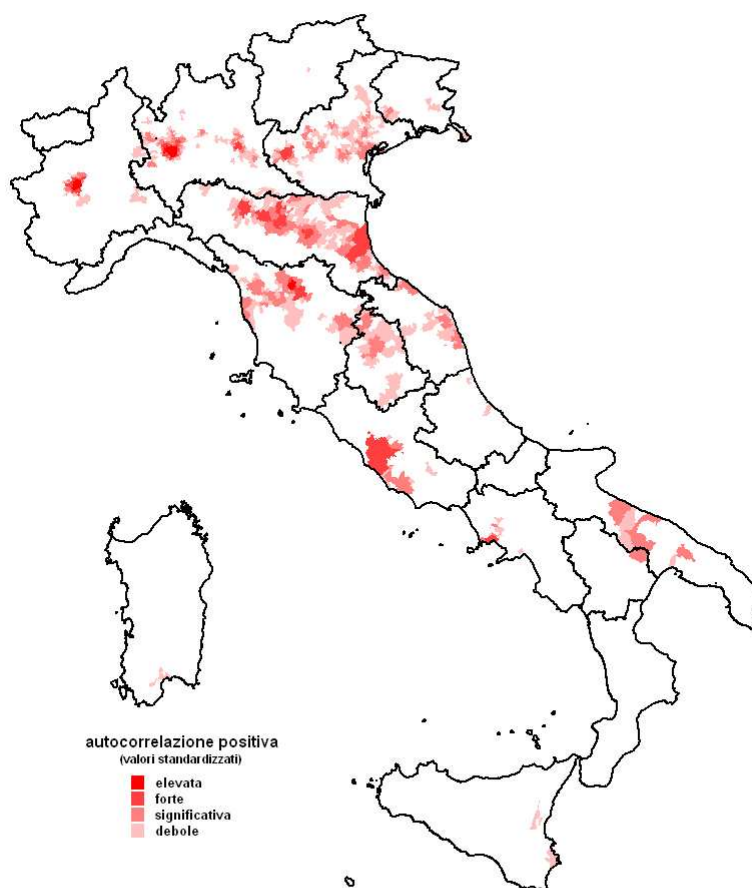 autocorrelazione positiva
(valori standardizzati)
elevata
forte
significativa
debole